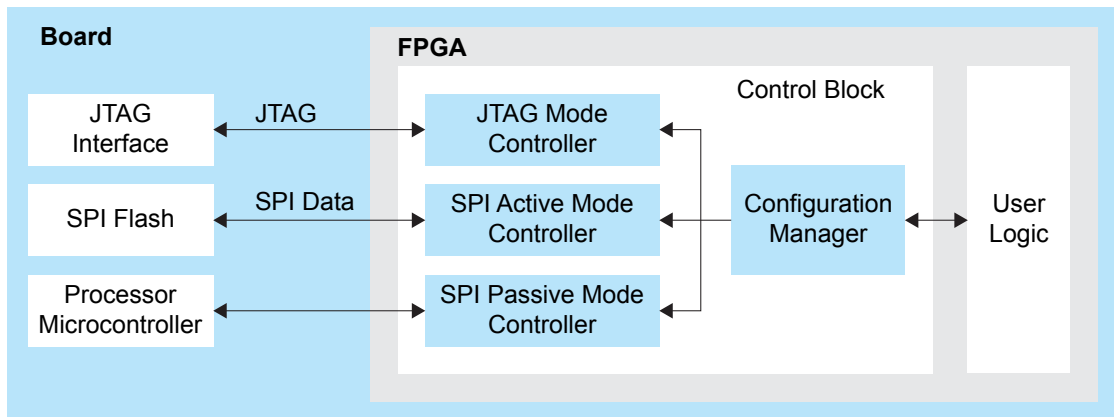 Board
FPGA
Control Block
JTAG
Interface
JTAG
JTAG Mode
Controller
SPI Flash
SPI Data
SPI Active Mode
Controller
Configuration
Manager
User
Logic
Processor
Microcontroller
SPI Passive Mode
Controller